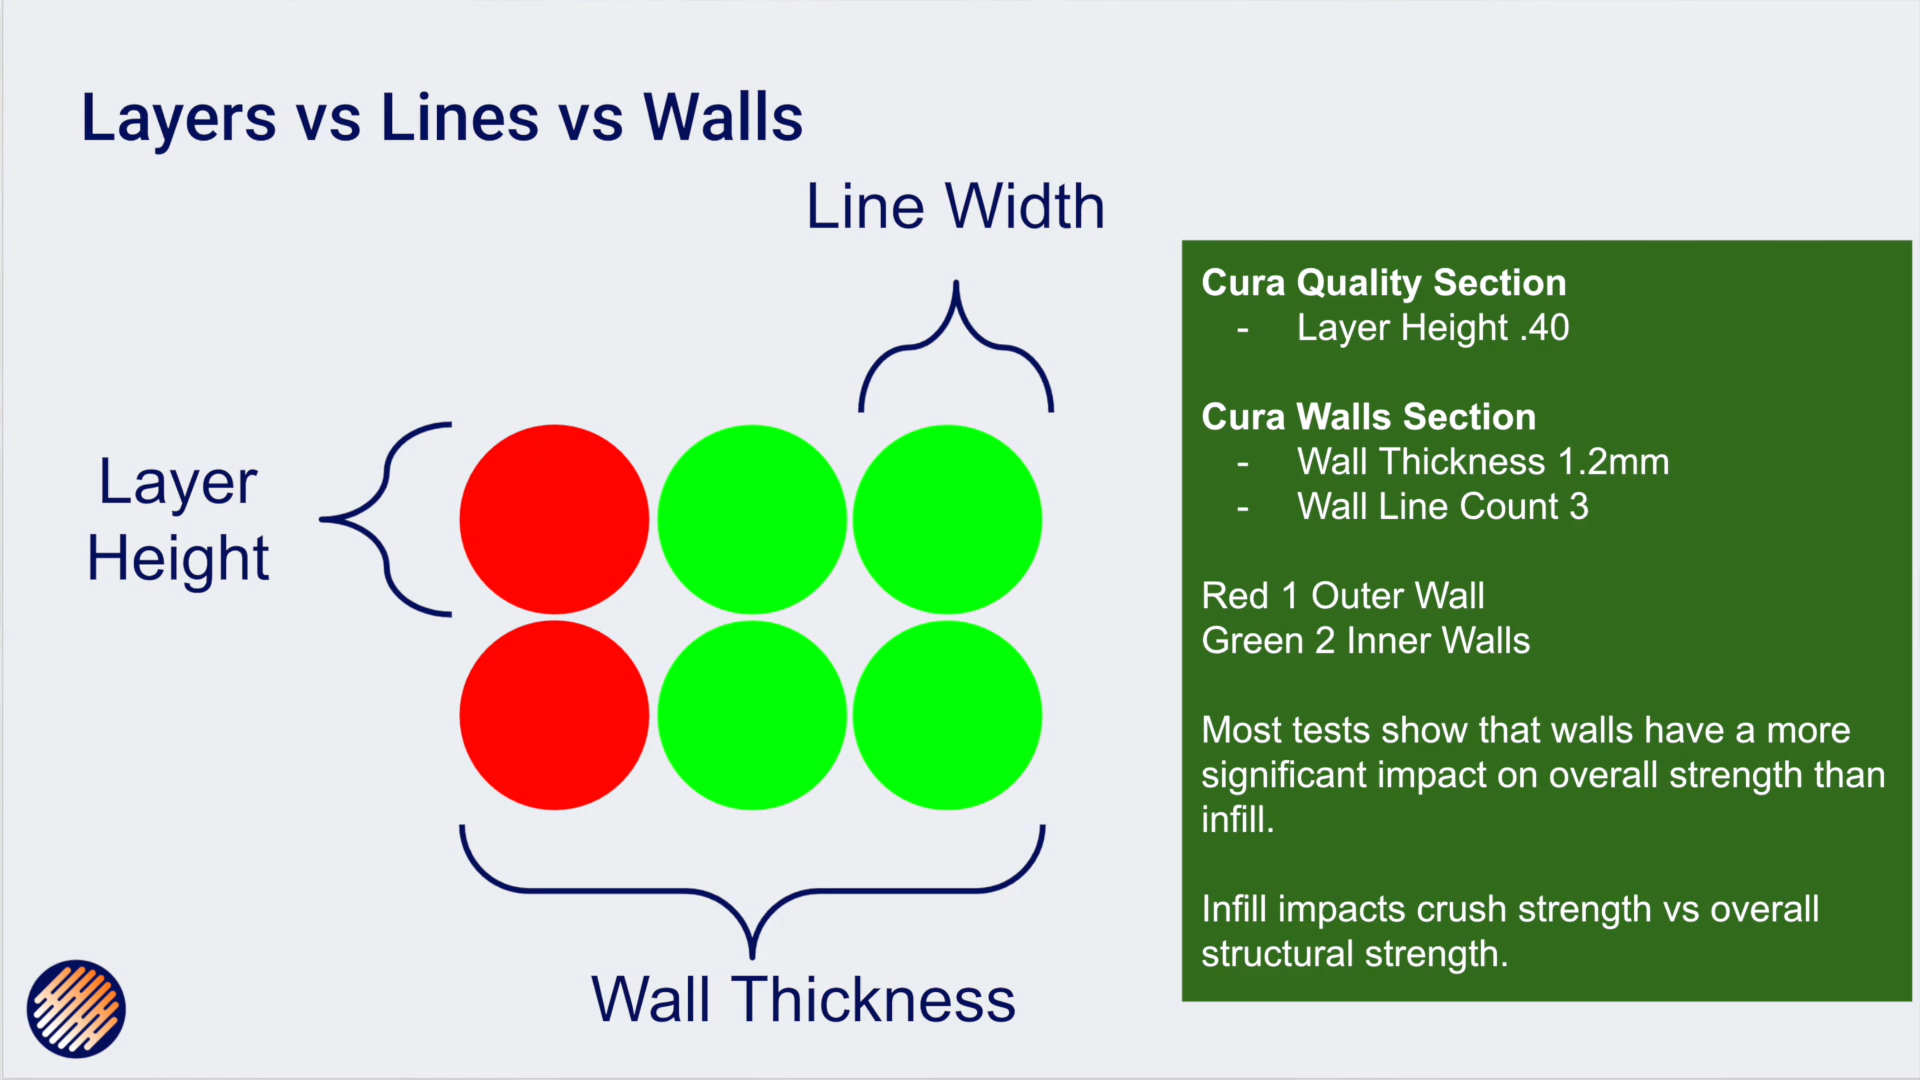 Layers vs Lines vs Walls
Line Width
Layer
Height
Wall Thickness
Cura Quality Section
- Layer Height .40
Cura Walls Section
- Wall Thickness 1.2mm
- Wall Line Count 3
Red 1 Outer Wall
Green 2 Inner Walls
Most tests show that walls have a more
significant impact on overall strength than
infill.
Infill impacts crush strength vs overall
structural strength.